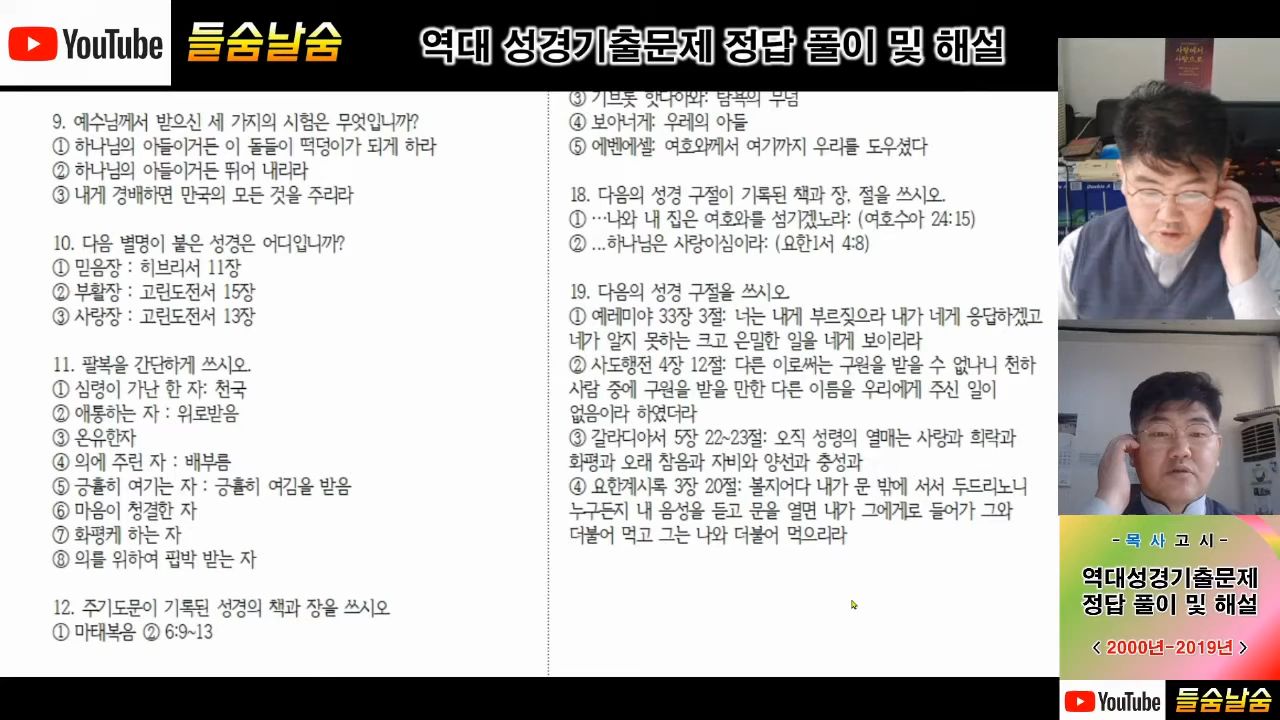 YouTube 들숨날숨
역대 성경기출문제 정답 풀이 및 해설
9. 예수님께서 받으신 세 가지의 시험은 무엇입니까?
① 하나님의 아들이거든 이 돌들이 떡덩이가 되게 하라
② 하나님의 아들이거든 뛰어 내리라
③ 내게 경배하면 만국의 모든 것을 주리라
10. 다음 별명이 붙은 성경은 어디입니까?
① 믿음장 : 히브리서 11장
② 부활장 : 고린도전서 15장
③ 사랑장 : 고린도전서 13장
11. 팔복을 간단하게 쓰시오.
① 심령이 가난 한 자: 천국
② 애통하는 자 : 위로받음
③ 온유한자
④ 의에 주린 자 : 배부름
⑤ 긍휼히 여기는 자 : 긍휼히 여김을 받음
⑥ 마음이 청결한 자
⑦ 화평케 하는 자
⑧ 의를 위하여 핍박 받는 자
12. 주기도문이 기록된 성경의 책과 장을 쓰시오
① 마태복음 ② 6:9~13
③ 기브롯 핫다아와: 탐욕의 무덤
④ 보아너게: 우레의 아들
⑤ 에벤에셀: 여호와께서 여기까지 우리를 도우셨다
18. 다음의 성경 구절이 기록된 책과 장, 절을 쓰시오.
① …나와 내 집은 여호와를 섬기겠노라: (여호수아 24:15)
② ...하나님은 사랑이심이라: (요한1서 4:8)
19. 다음의 성경 구절을 쓰시오.
① 예레미야 33장 3절: 너는 내게 부르짖으라 내가 네게 응답하겠고
네가 알지 못하는 크고 은밀한 일을 네게 보이리라
② 사도행전 4장 12절: 다른 이로써는 구원을 받을 수 없나니 천하
사람 중에 구원을 받을 만한 다른 이름을 우리에게 주신 일이
없음이라 하였더라
③ 갈라디아서 5장 22~23절: 오직 성령의 열매는 사랑과 희락과
화평과 오래 참음과 자비와 양선과 충성과
④ 요한계시록 3장 20절: 볼지어다 내가 문 밖에 서서 두드리노니
누구든지 내 음성을 듣고 문을 열면 내가 그에게로 들어가 그와
더불어 먹고 그는 나와 더불어 먹으리라
사랑에서
사랑으로
- 목 사 고 시 -
역대성경기출문제
정답 풀이 및 해설
< 2000년-2019년 >
YouTube 들숨날숨